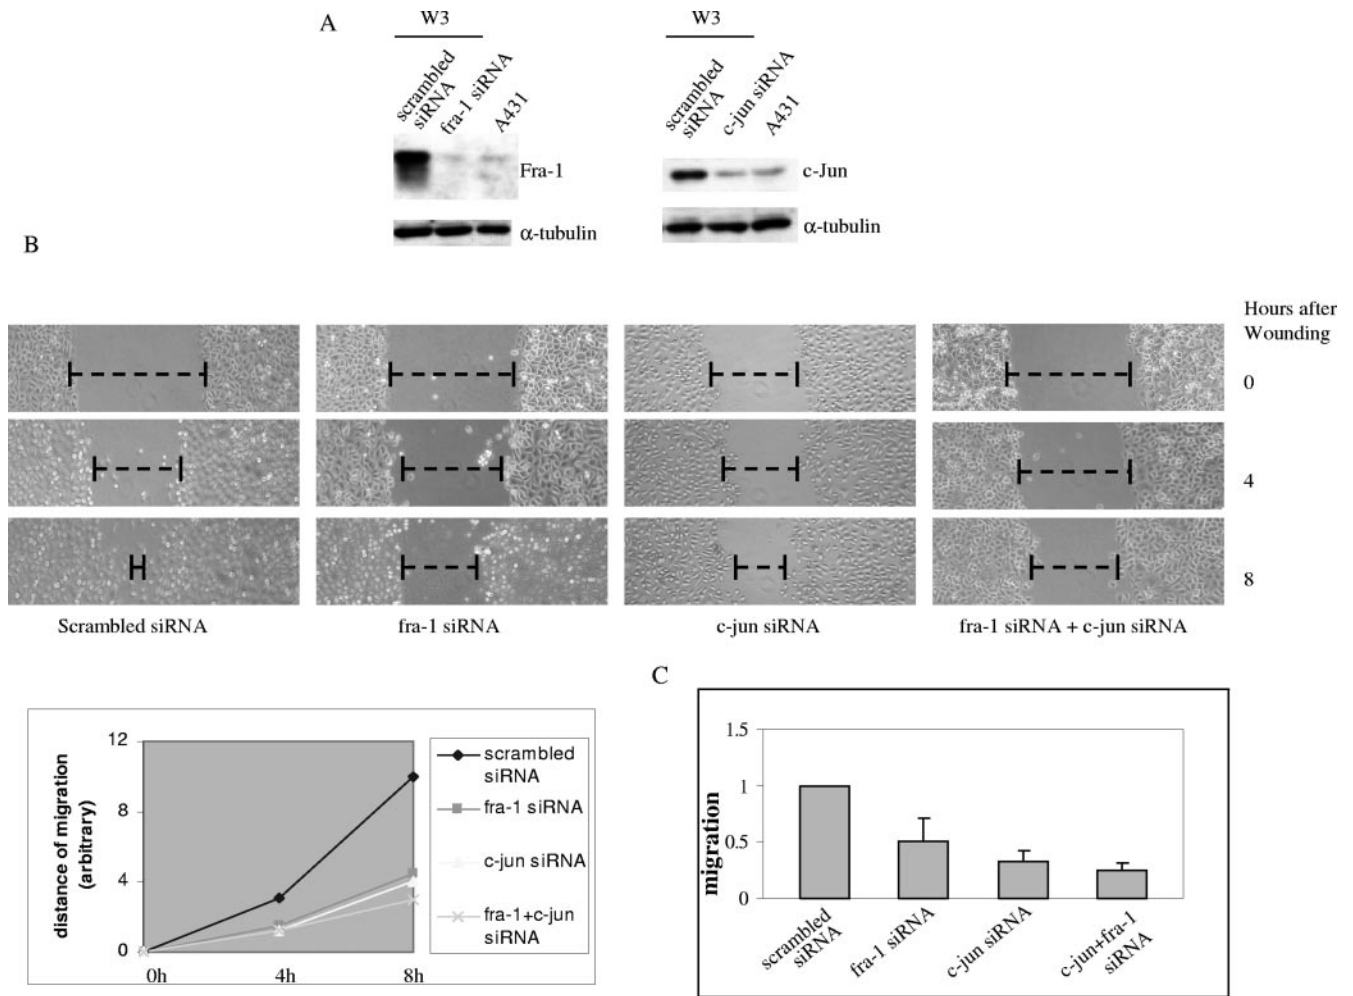 A
W3
scrambled
siRNA
fra-1 siRNA
A431
Fra-1
α-tubulin
W3
scrambled
siRNA
c-jun siRNA
A431
c-Jun
α-tubulin
B
Hours after
Wounding
0
4
8
Scrambled siRNA
fra-1 siRNA
c-jun siRNA
fra-1 siRNA + c-jun siRNA
distance of migration
(arbitrary)
12
8
4
0
0h
4h
8h
scrambled
siRNA
fra-1 siRNA
c-jun siRNA
fra-1+c-jun
siRNA
C
migration
1.5
1
0.5
0
scrambled
siRNA
fra-1 siRNA
c-jun siRNA
c-jun+fra-1
siRNA